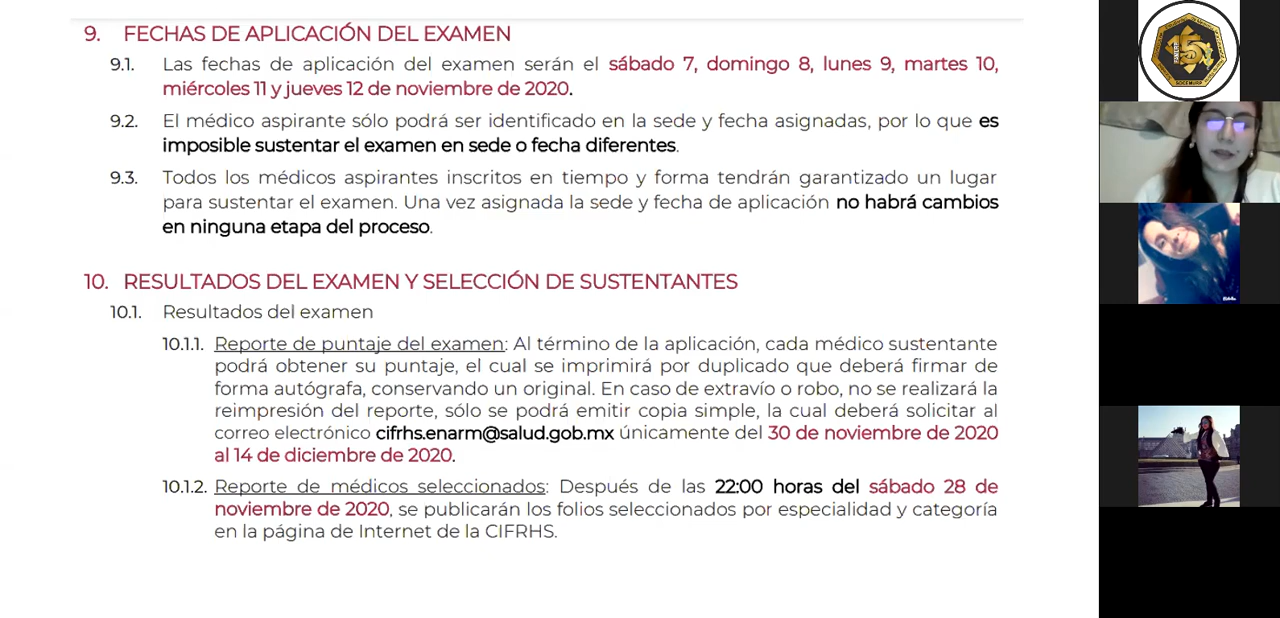 9. FECHAS DE APLICACIÓN DEL EXAMEN
9.1. Las fechas de aplicación del examen serán el sábado 7, domingo 8, lunes 9, martes 10,
miércoles 11 y jueves 12 de noviembre de 2020.
9.2. El médico aspirante sólo podrá ser identificado en la sede y fecha asignadas, por lo que es
imposible sustentar el examen en sede o fecha diferentes.
9.3. Todos los médicos aspirantes inscritos en tiempo y forma tendrán garantizado un lugar
para sustentar el examen. Una vez asignada la sede y fecha de aplicación no habrá cambios
en ninguna etapa del proceso.
10. RESULTADOS DEL EXAMEN Y SELECCIÓN DE SUSTENTANTES
10.1. Resultados del examen
10.1.1. Reporte de puntaje del examen: Al término de la aplicación, cada médico sustentante
podrá obtener su puntaje, el cual se imprimirá por duplicado que deberá firmar de
forma autógrafa, conservando un original. En caso de extravío o robo, no se realizará la
reimpresión del reporte, sólo se podrá emitir copia simple, la cual deberá solicitar al
correo electrónico cifrhs.enarm@salud.gob.mx únicamente del 30 de noviembre de 2020
al 14 de diciembre de 2020.
10.1.2. Reporte de médicos seleccionados: Después de las 22:00 horas del sábado 28 de
noviembre de 2020, se publicarán los folios seleccionados por especialidad y categoría
en la página de Internet de la CIFRHS.